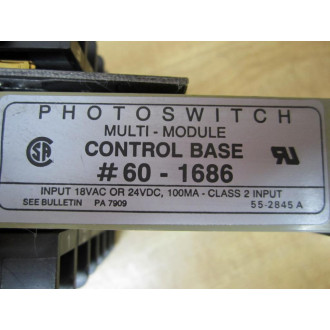 PHOTOSWITCH
MULTI-MODULE
CONTROL BASE
#60-1686
INPUT 18VAC OR 24VDC, 100MA - CLASS 2 INPUT
SEE BULLETIN PA 7909 55-2845 A